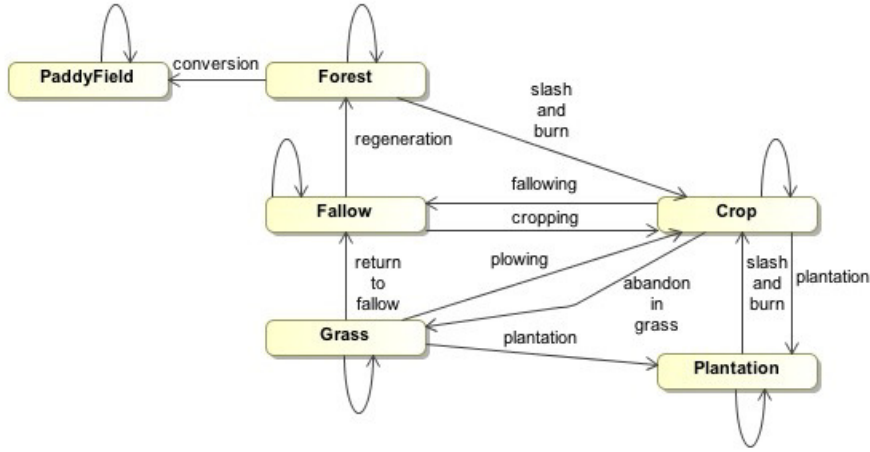 conversion
PaddyField
Forest
slash
and
burn
regeneration
fallowing
Fallow
Crop
cropping
return
to
fallow
plowing
abandon
in
grass
slash
and
burn
plantation
Grass
plantation
Plantation